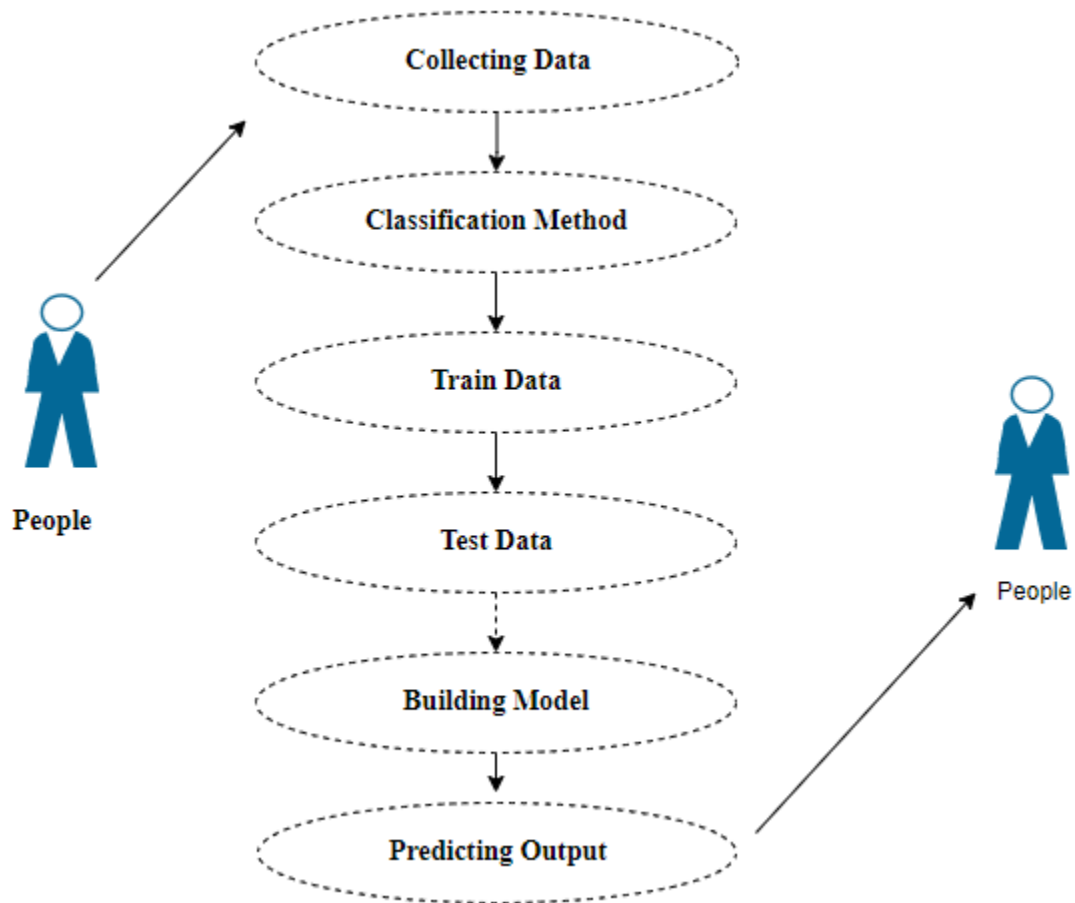 Collecting Data
Classification Method
Train Data
People
Test Data
People
Building Model
Predicting Output